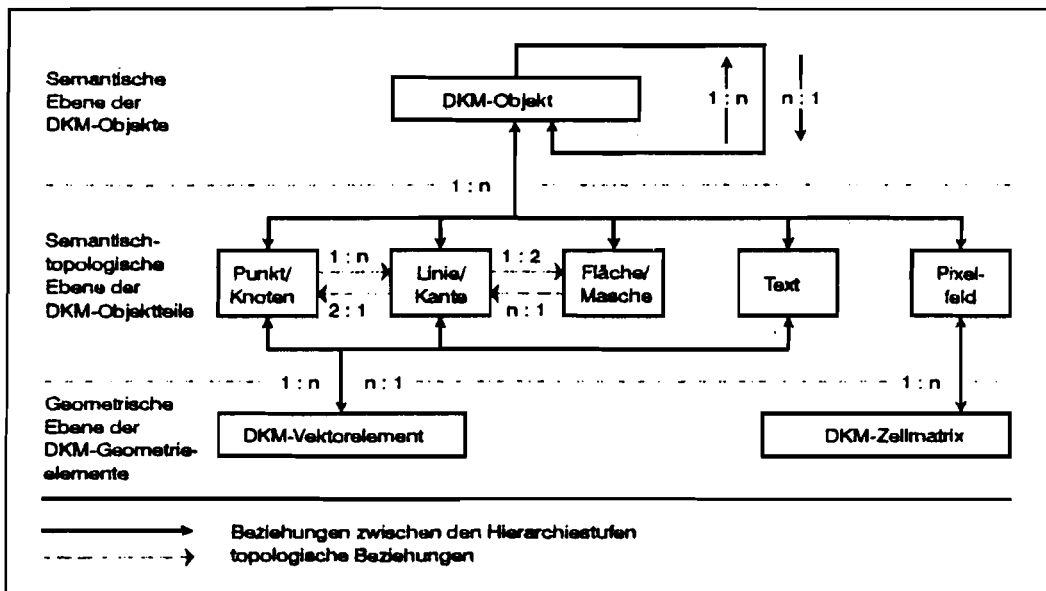 Semantische
Ebene der
DKM-Objekte
DKM-Objekt
1 : n
n : 1
1 : n
Semantisch-
topologische
Ebene der
DKM-Objektteile
Punkt/
Knoten
1 : n
2 : 1
Linie/
Kante
1 : 2
n : 1
Fläche/
Masche
Text
Pixel-
feld
1 : n
n : 1
1 : n
Geometrische
Ebene der
DKM-Geometrie-
elemente
DKM-Vektorelement
DKM-Zellmatrix
Beziehungen zwischen den Hierarchiestufen
topologische Beziehungen